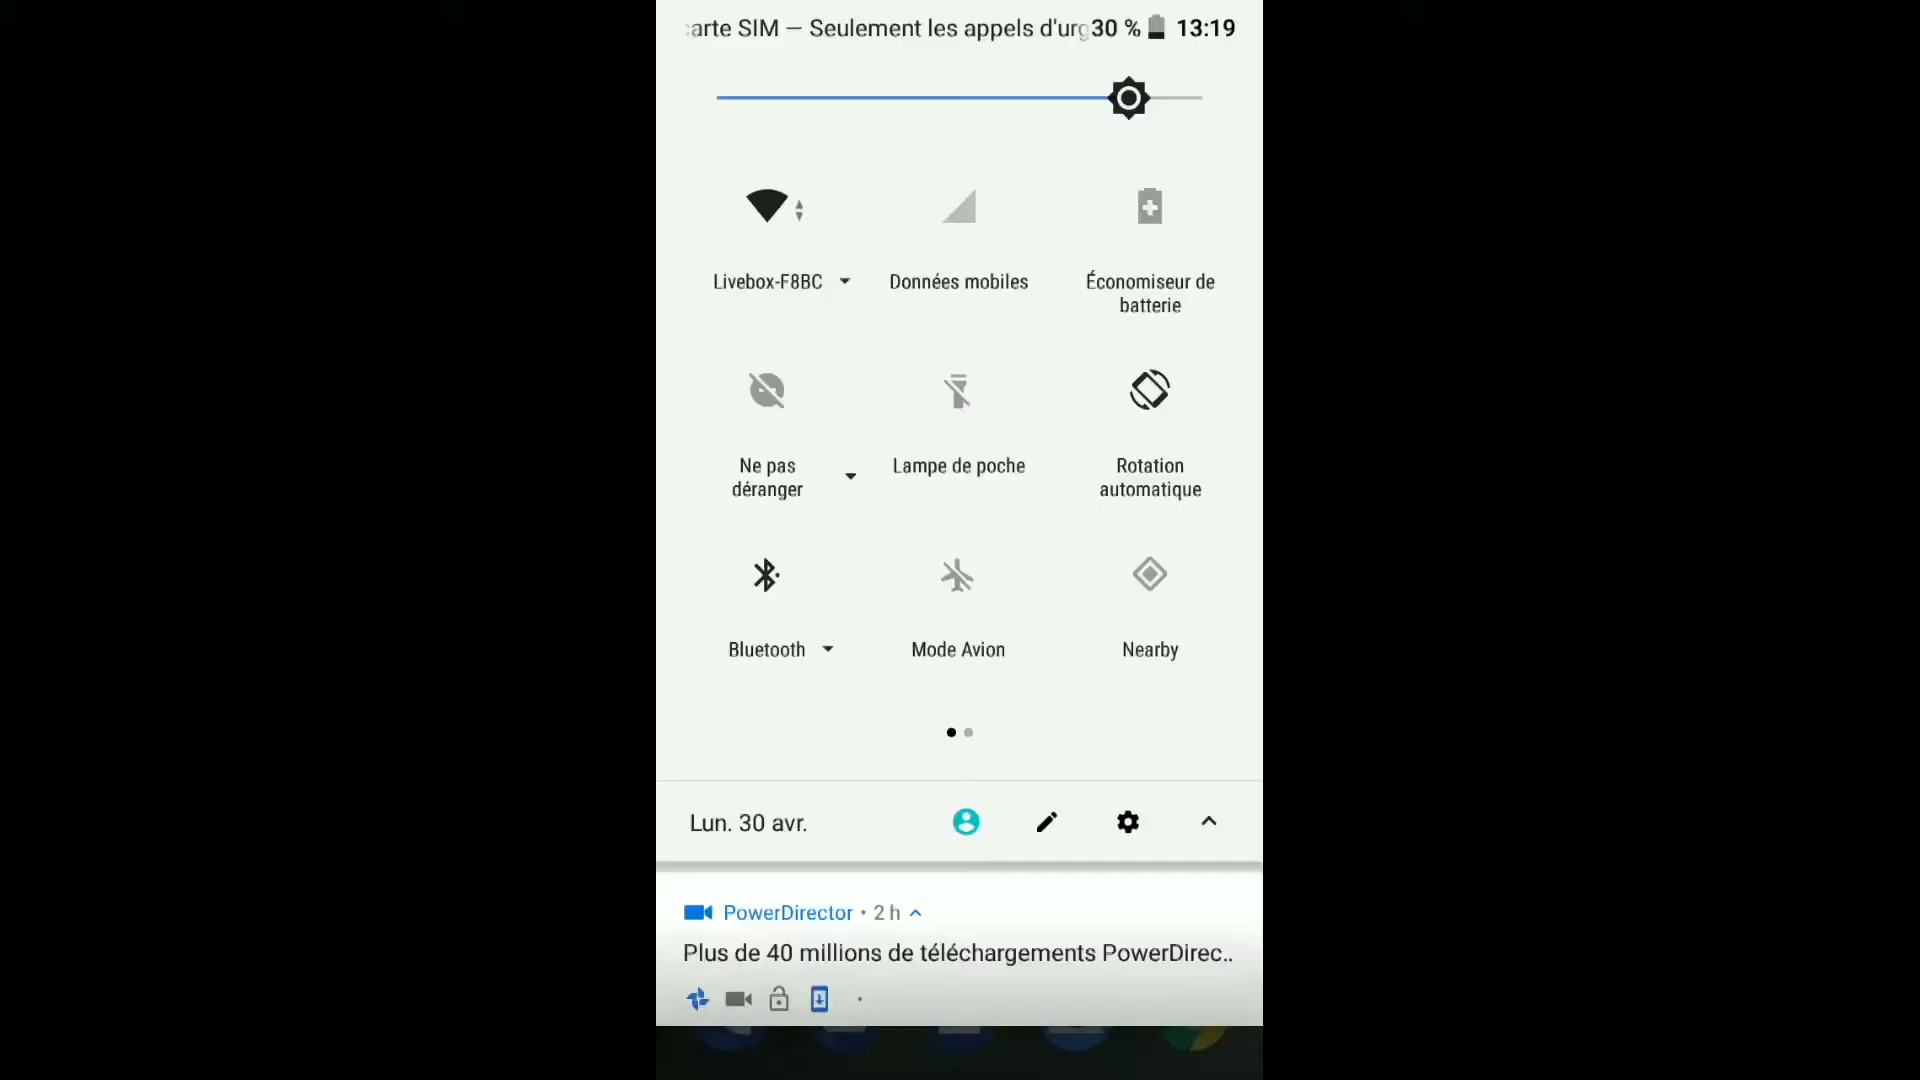 arte SIM — Seulement les appels d'urg 30 % 13:19
Livebox-F8BC
Données mobiles
Économiseur de
batterie
Ne pas
déranger
Lampe de poche
Rotation
automatique
Bluetooth
Mode Avion
Nearby
Lun. 30 avr.
PowerDirector • 2 h
Plus de 40 millions de téléchargements PowerDirec..